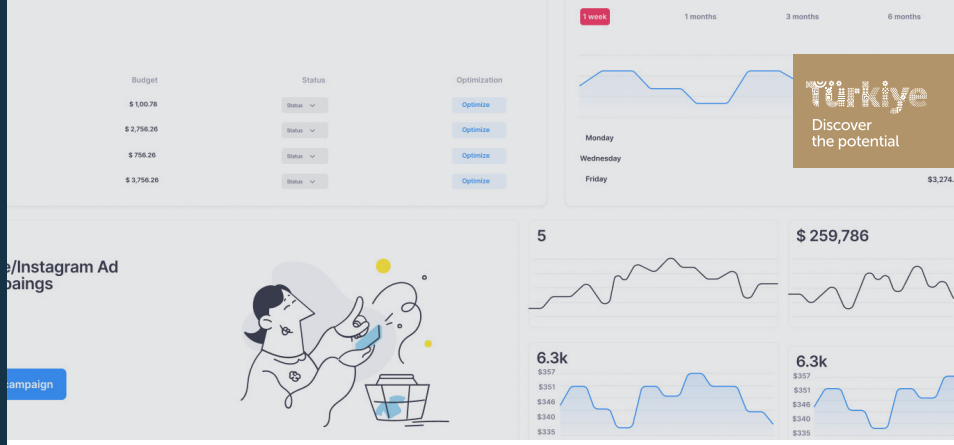 1 week 1 months 3 months 6 months
Budget Status Optimization
$ 1,00.78 Status Optimize
$ 2,756.26 Status Optimize
$ 756.26 Status Optimize
$ 3,756.26 Status Optimize
Türkiye
Discover
the potential
Monday
Wednesday
Friday $3,274.
e/Instagram Ad
paings
campaign
5
$ 259,786
6.3k
$357
$351
$346
$340
$335
6.3k
$357
$351
$346
$340
$335